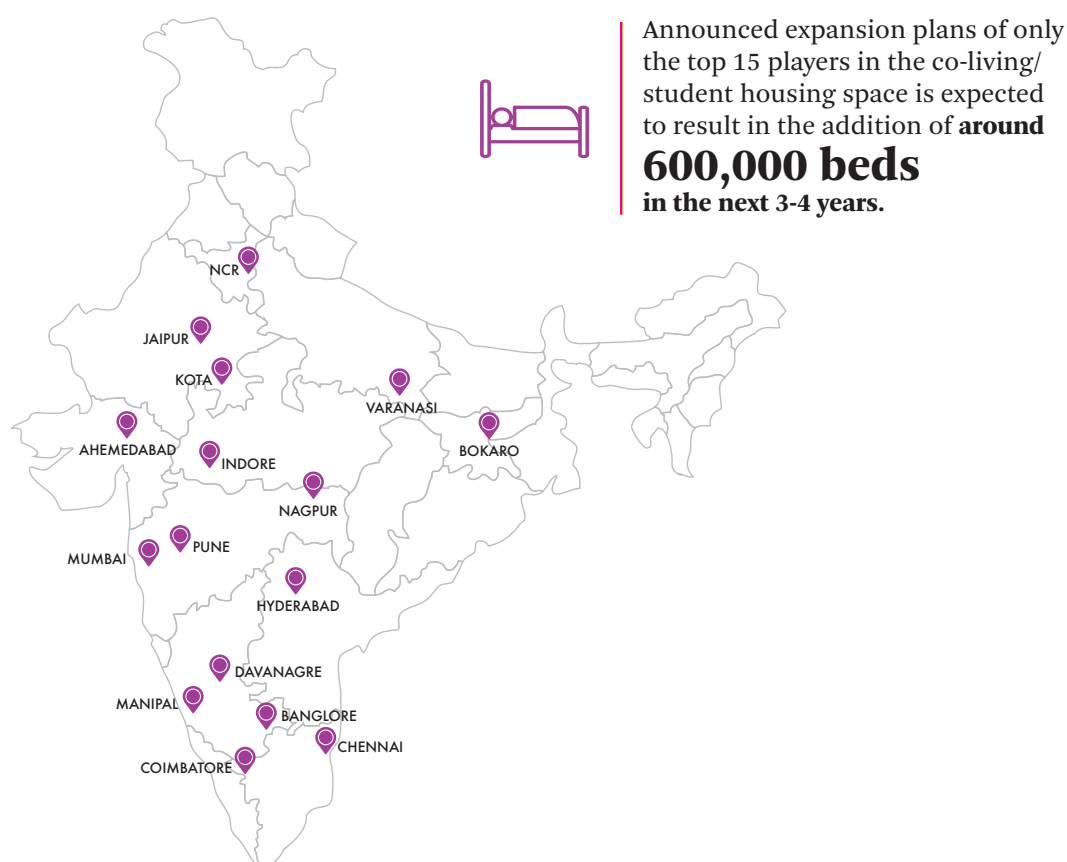 Announced expansion plans of only
the top 15 players in the co-living/
student housing space is expected
to result in the addition of around
600,000 beds
in the next 3-4 years.
NCR
JAIPUR
KOTA
VARANASI
AHEMEDABAD
BOKARO
INDORE
NAGPUR
PUNE
MUMBAI
HYDERABAD
DAVANAGRE
MANIPAL
BANGLORE
CHENNAI
COIMBATORE